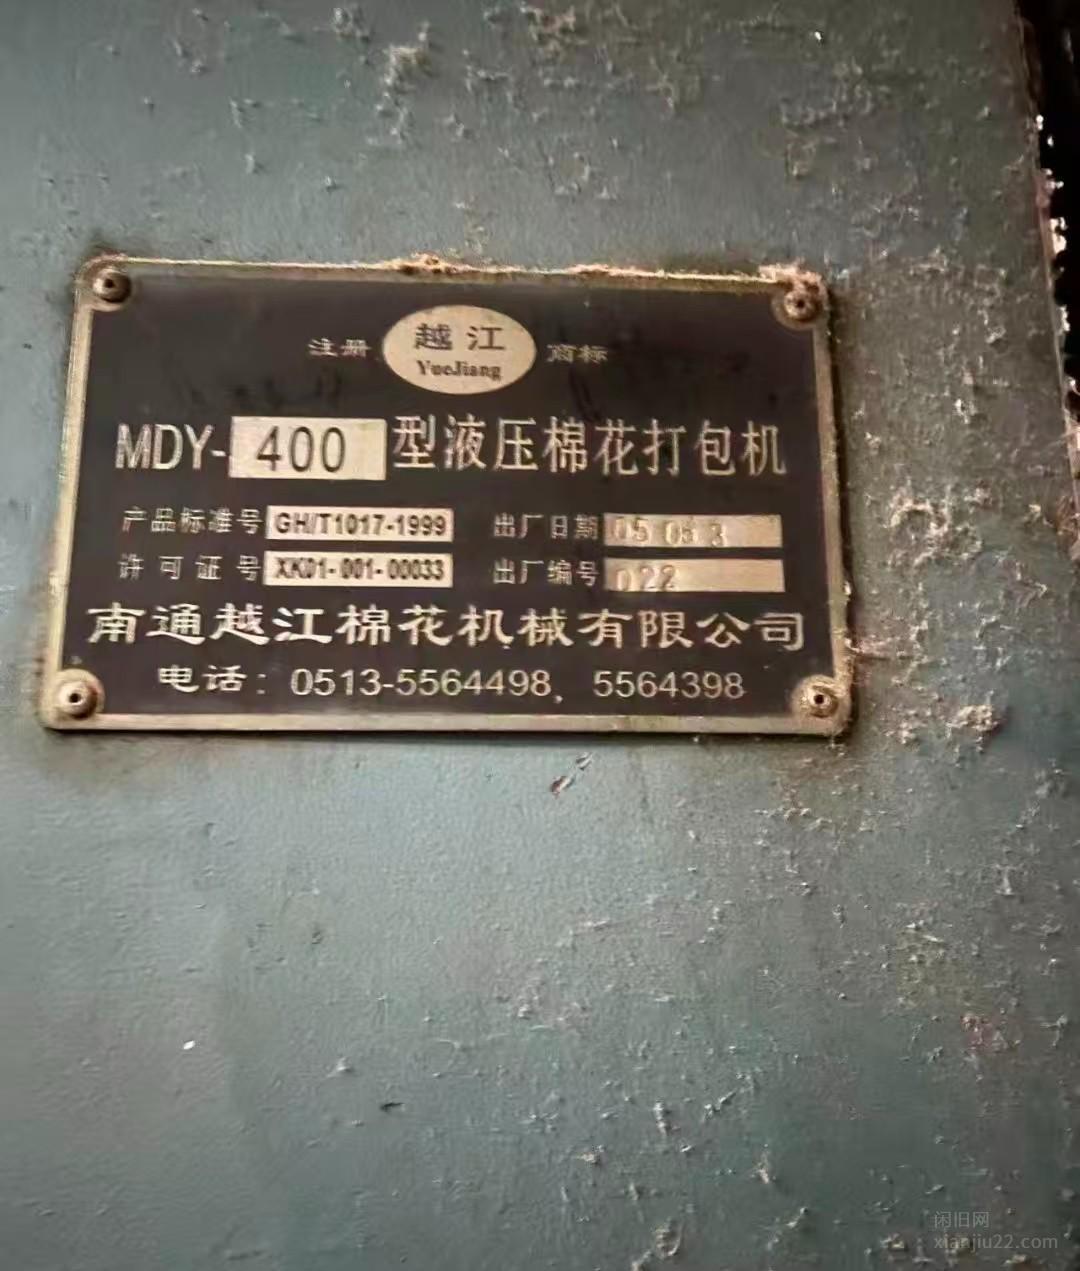 注册 越江 商标
YueJiang
MDY-400型液压棉花打包机
产品标准号 GH/T1017-1999 出厂日期 05 05 3
许可证号 XK01-001-00033 出厂编号 022
南通越江棉花机械有限公司
电话：0513-5564498、5564398
闲旧网
xianjiu22.com